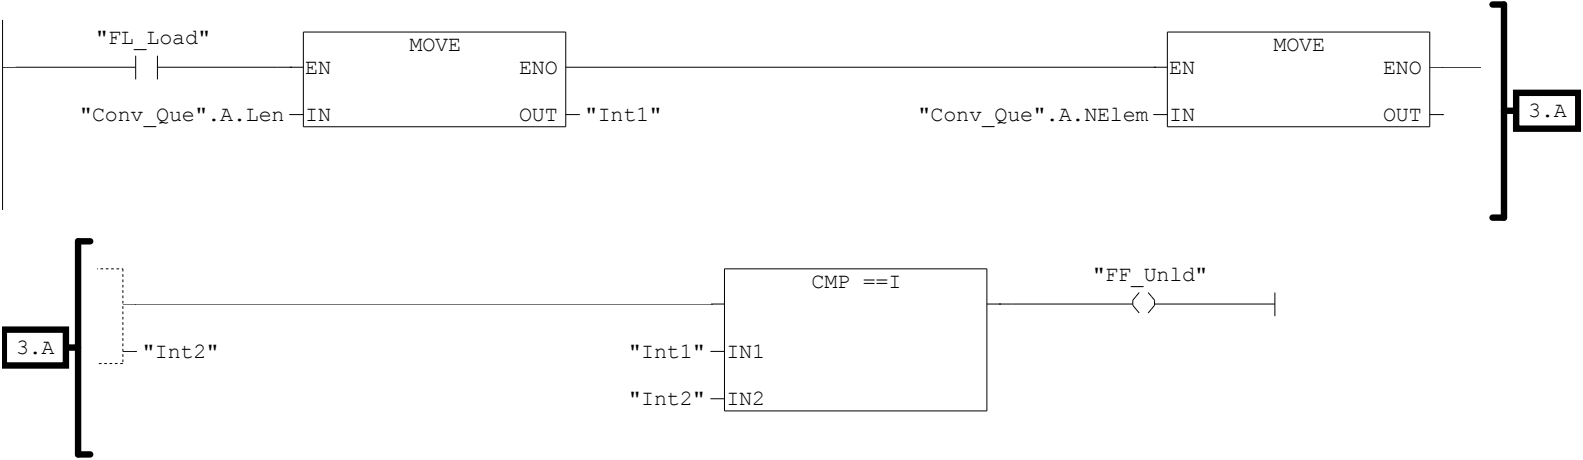 "FL_Load"
MOVE MOVE
EN ENO EN ENO
"Conv_Que".A.Len IN OUT "Int1" "Conv_Que".A.NElem IN OUT
3.A
"FF_Unld"
CMP ==I
3.A "Int2" "Int1" IN1
"Int2" IN2